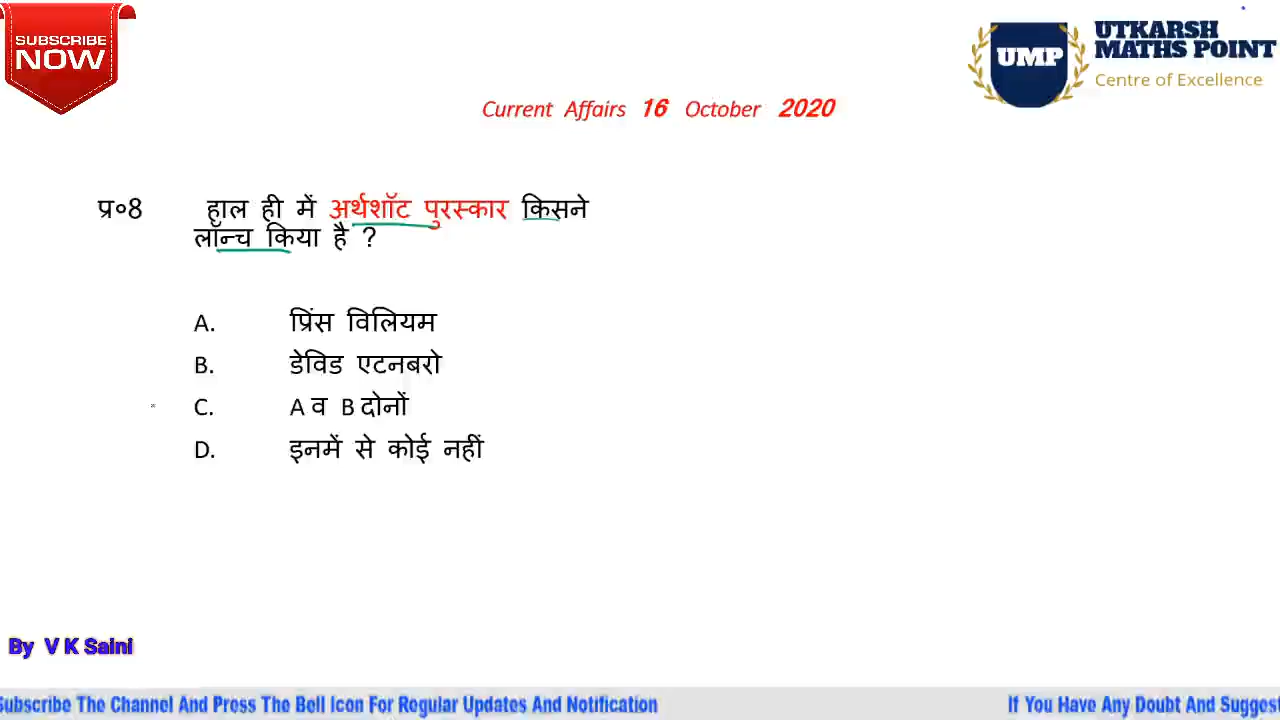 SUBSCRIBE
NOW
UMP
UTKARSH
MATHS POINT
Centre of Excellence
Current Affairs 16 October 2020
प्र०8 हाल ही में अर्थशॉट पुरस्कार किसने
लॉन्च किया है ?
A. प्रिंस विलियम
B. डेविड एटनबरो
C. A व B दोनों
D. इनमें से कोई नहीं
By V K Saini
Subscribe The Channel And Press The Bell Icon For Regular Updates And Notification If You Have Any Doubt And Suggest